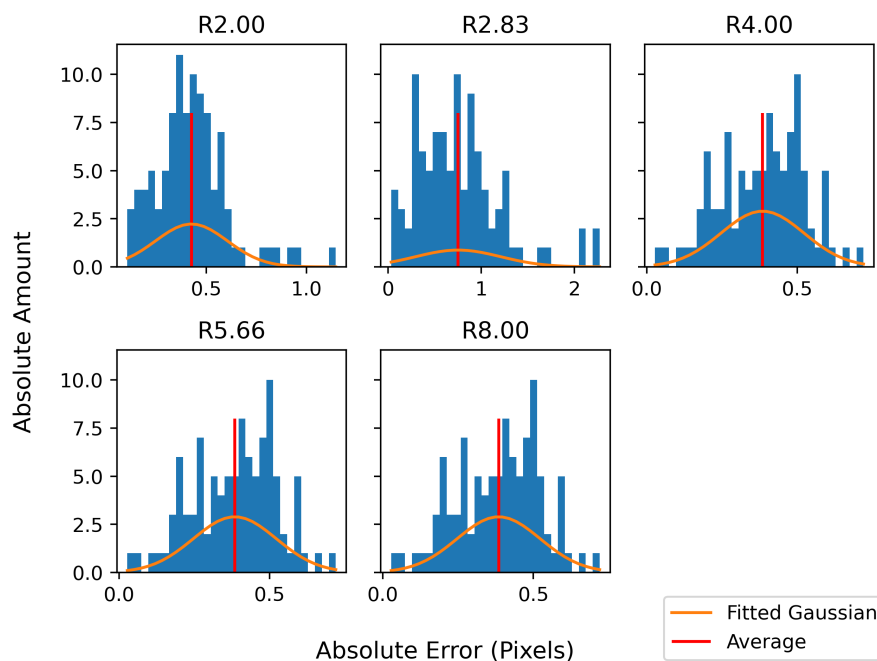 R2.00
R2.83
R4.00
10.0
7.5
5.0
2.5
0.0
0.5
1.0
0
1
2
0.0
0.5
Absolute Amount
R5.66
R8.00
10.0
7.5
5.0
2.5
0.0
0.0
0.5
0.0
0.5
Absolute Error (Pixels)
Fitted Gaussian
Average